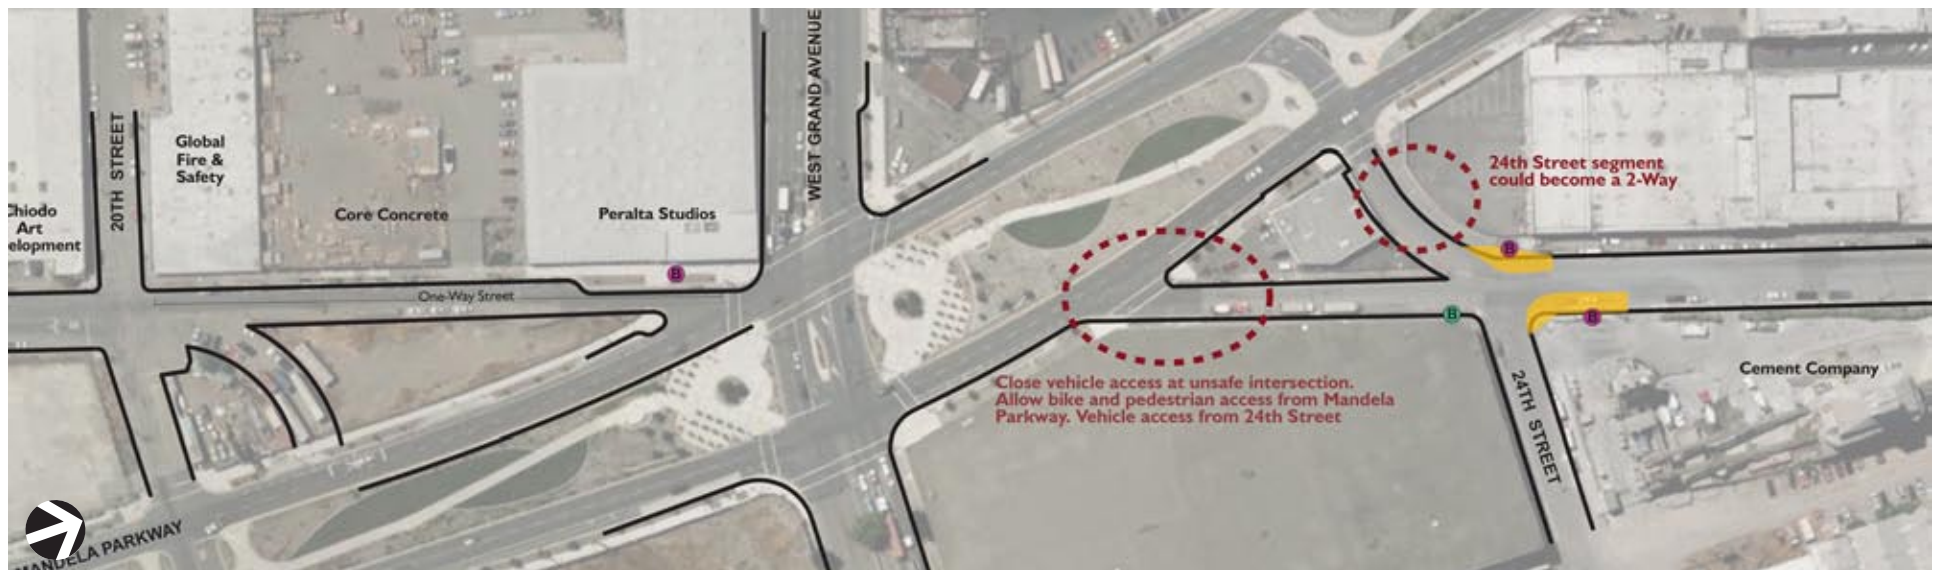 20TH STREET
Global
Fire &
Safety
Chiodo
Art
elopment
Core Concrete
Peralta Studios
B
One-Way Street
WEST GRAND AVENUE
24th Street segment
could become a 2-Way
B
B
B
Close vehicle access at unsafe intersection.
Allow bike and pedestrian access from Mandela
Parkway. Vehicle access from 24th Street
24TH STREET
Cement Company
MANDELA PARKWAY